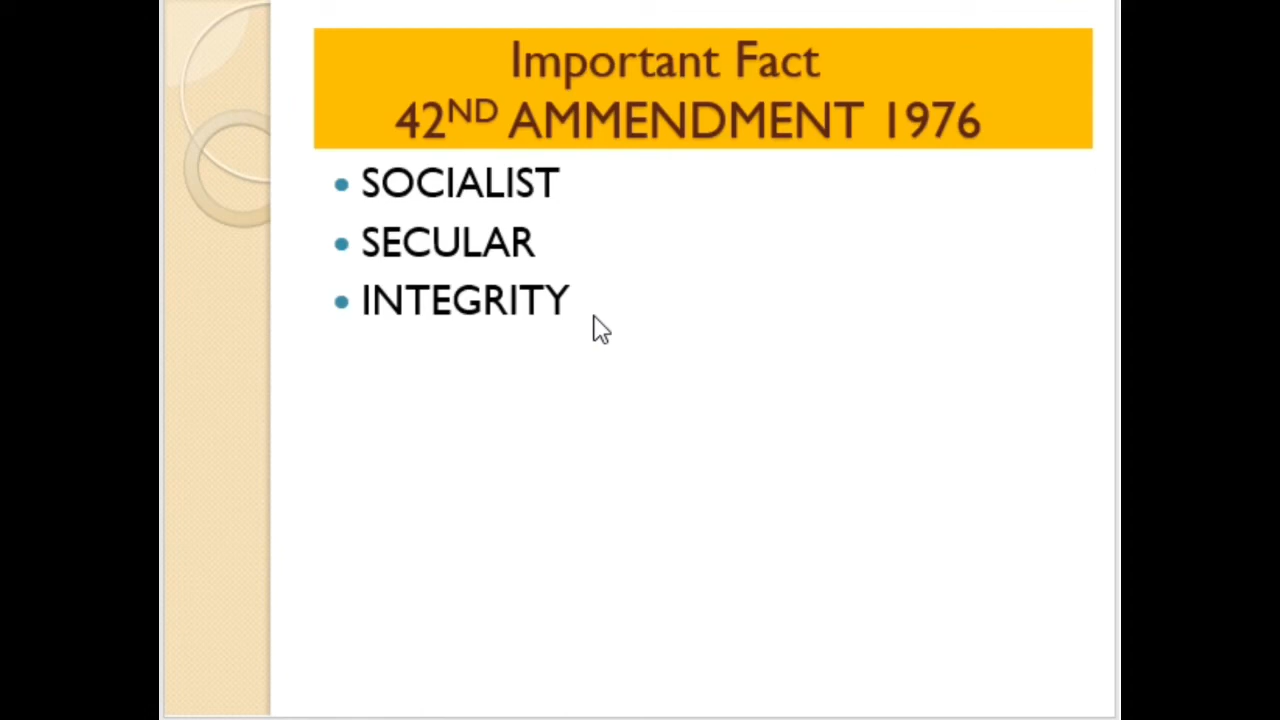 Important Fact
42ND AMMENDMENT 1976
SOCIALIST
SECULAR
INTEGRITY